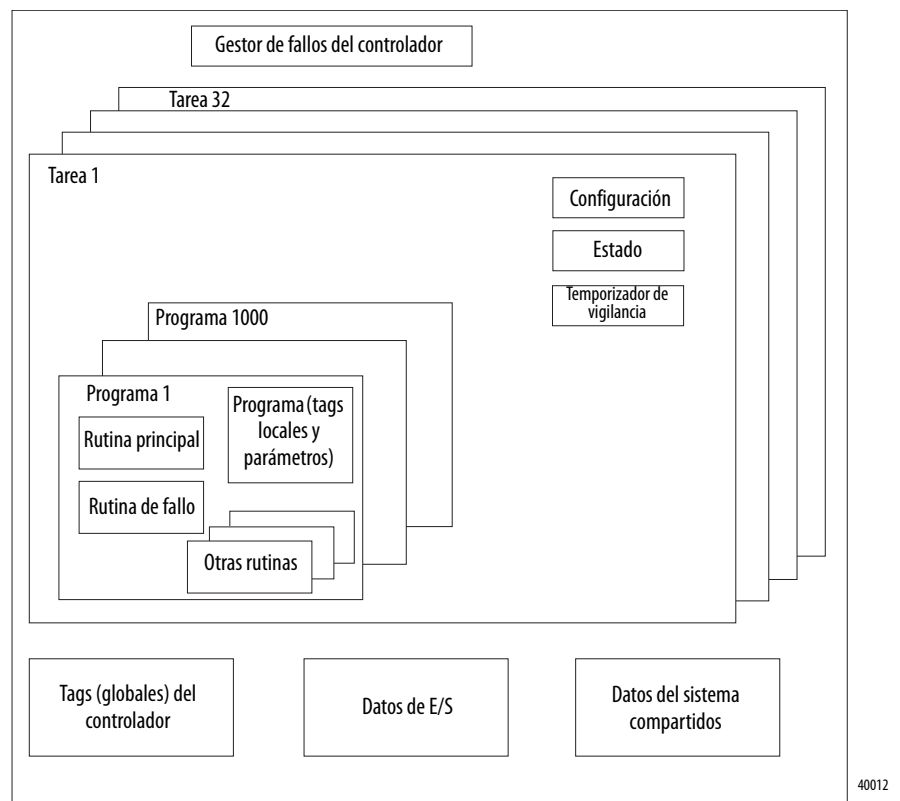 Gestor de fallos del controlador
Tarea 32
Tarea 1
Configuración
Estado
Temporizador de
vigilancia
Programa 1000
Programa 1
Programa (tags
locales y
parámetros)
Rutina principal
Rutina de fallo
Otras rutinas
Tags (globales) del
controlador
Datos de E/S
Datos del sistema
compartidos
40012